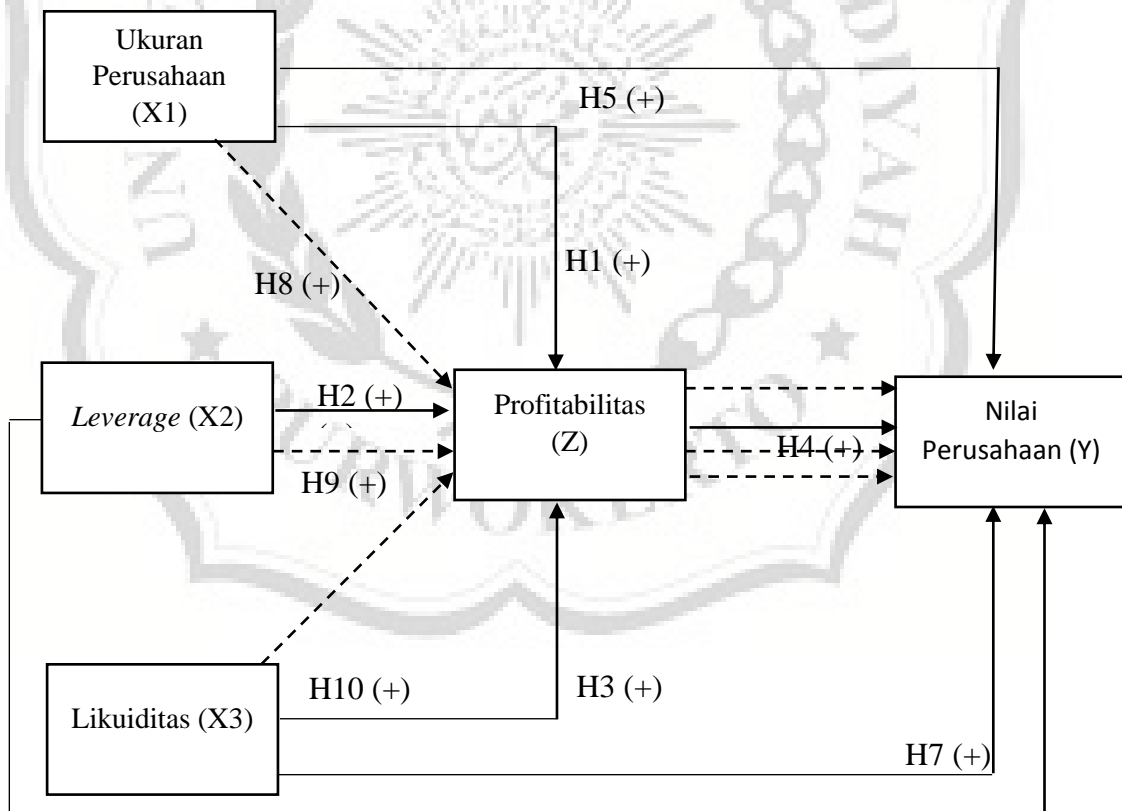 Ukuran
Perusahaan
(X1)
H5 (+)
H1 (+)
H8 (+)
Leverage (X2)
H2 (+)
H9 (+)
Profitabilitas
(Z)
H4 (+)
Nilai
Perusahaan (Y)
Likuiditas (X3)
H10 (+)
H3 (+)
H7 (+)
PURWOKERTO